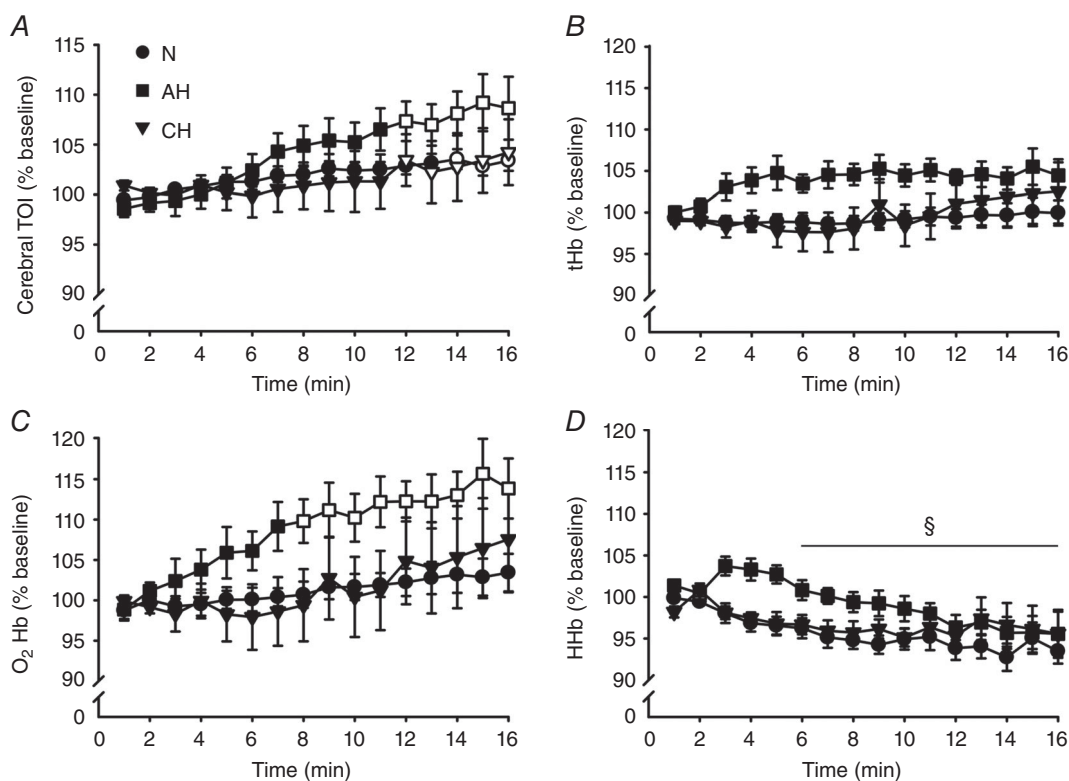 A
Cerebral TOI (% baseline)
115
110
105
100
95
90
0
N
AH
CH
0 2 4 6 8 10 12 14 16
Time (min)
B
tHb (% baseline)
120
115
110
105
100
95
90
0
0 2 4 6 8 10 12 14 16
Time (min)
C
O2 Hb (% baseline)
120
115
110
105
100
95
90
0
0 2 4 6 8 10 12 14 16
Time (min)
D
HHb (% baseline)
120
115
110
105
100
95
90
0
§
0 2 4 6 8 10 12 14 16
Time (min)